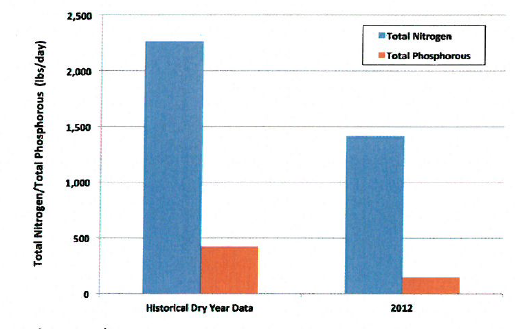 2,500
2,000
1,500
1,000
500
0
Total Nitrogen/Total Phosphorous (lbs/day)
Total Nitrogen
Total Phosphorous
Historical Dry Year Data
2012